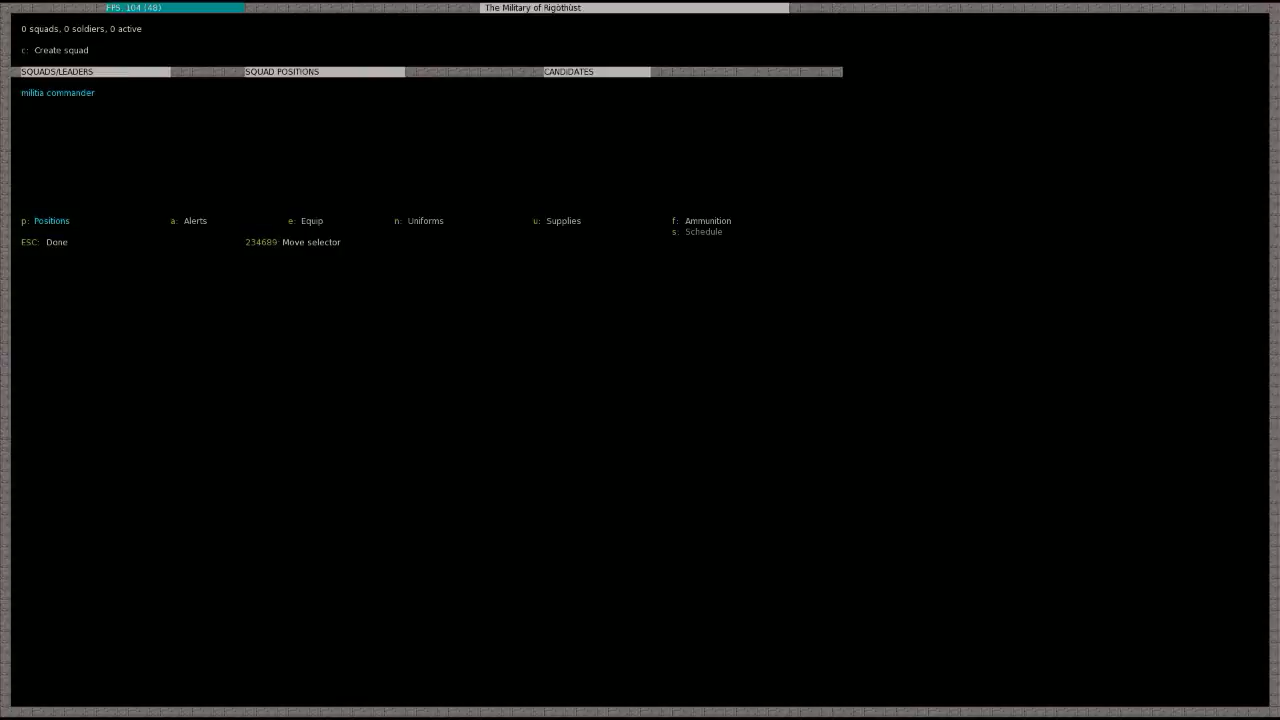 FPS: 104 (48) The Military of Rigóthùst
0 squads, 0 soldiers, 0 active
c: Create squad
SQUADS/LEADERS SQUAD POSITIONS CANDIDATES
militia commander
p: Positions a: Alerts e: Equip n: Uniforms u: Supplies f: Ammunition
s: Schedule
ESC: Done 234689: Move selector